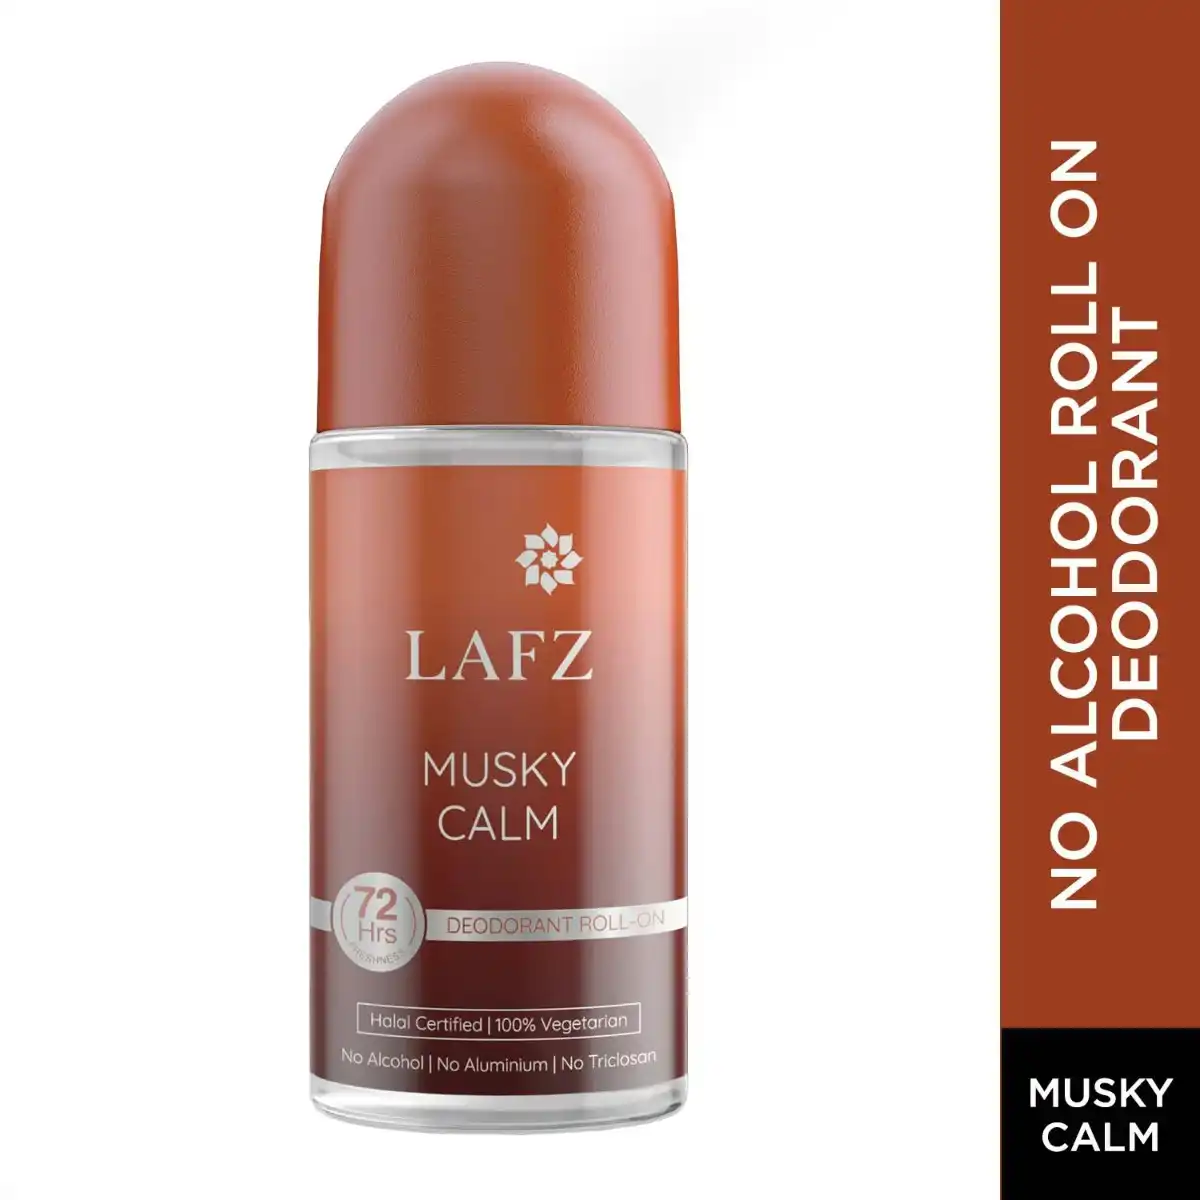 LAFZ
MUSKY
CALM
72
Hrs
FRESHNESS
DEODORANT ROLL-ON
Halal Certified | 100% Vegetarian
No Alcohol | No Aluminium | No Triclosan
NO ALCOHOL ROLL ON
DEODORANT
MUSKY
CALM